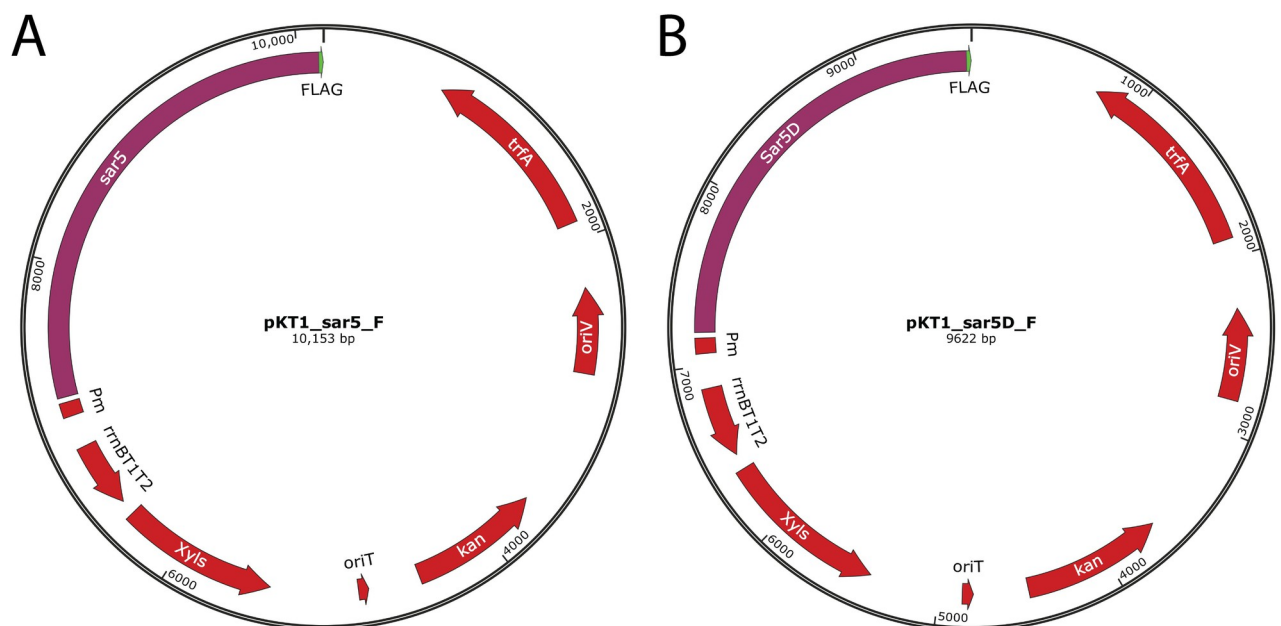 A
10,000
FLAG
trfA
2000
oriV
sar5
8000
pKT1_sar5_F
10,153 bp
Pm
rrnBT1T2
Xyls
6000
oriT
kan
4000
B
9000
FLAG
1000
trfA
2000
Sar5D
8000
pKT1_sar5D_F
9622 bp
oriV
3000
Pm
7000
rrnBT1T2
Xyls
6000
oriT
5000
kan
4000